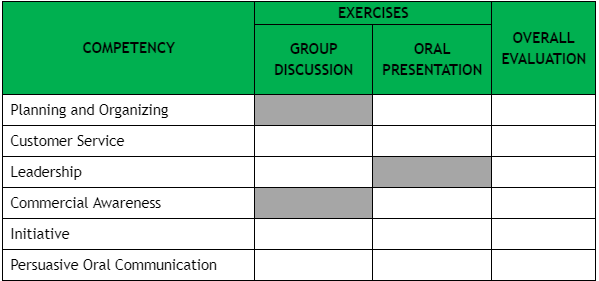 COMPETENCY
EXERCISES
GROUP
DISCUSSION
ORAL
PRESENTATION
OVERALL
EVALUATION
Planning and Organizing
Customer Service
Leadership
Commercial Awareness
Initiative
Persuasive Oral Communication